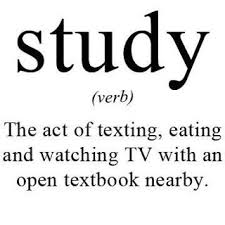 study
(verb)
The act of texting, eating
and watching TV with an
open textbook nearby.